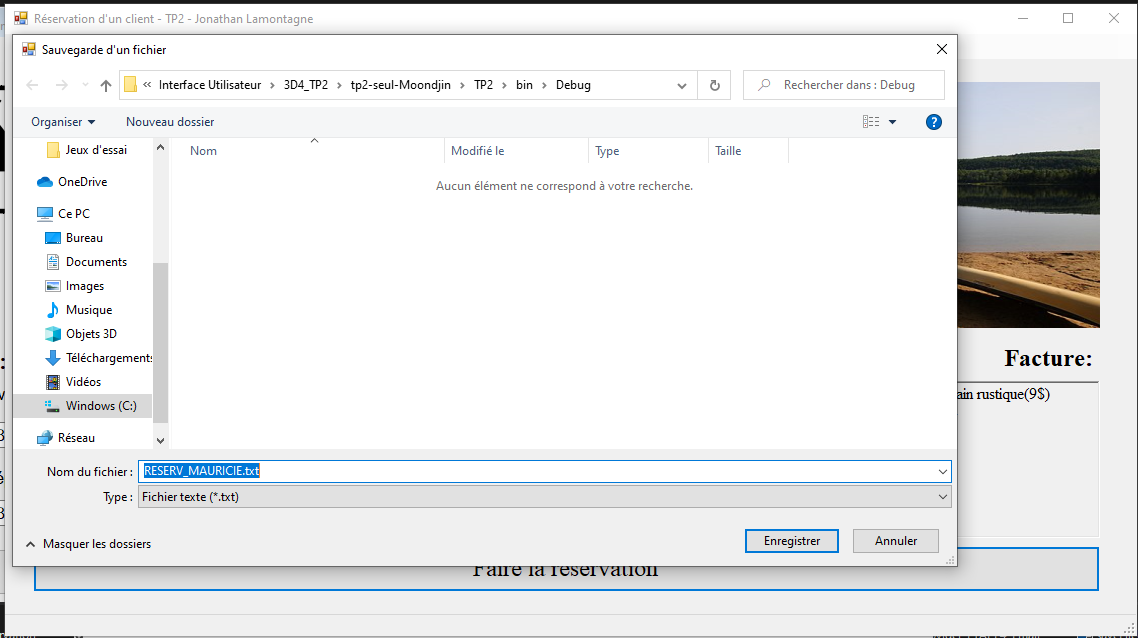 Réservation d'un client - TP2 - Jonathan Lamontagne
Sauvegarde d'un fichier
« Interface Utilisateur › 3D4_TP2 › tp2-seul-Moondjin › TP2 › bin › Debug
Rechercher dans : Debug
Organiser
Nouveau dossier
?
Nom
Modifié le
Type
Taille
Aucun élément ne correspond à votre recherche.
Jeux d'essai
OneDrive
Ce PC
Bureau
Documents
Images
Musique
Objets 3D
Téléchargements
Vidéos
Windows (C:)
Réseau
Facture:
ain rustique(9$)
Nom du fichier :
RESERV_MAURICIE.txt
Type :
Fichier texte (*.txt)
Masquer les dossiers
Enregistrer
Annuler
Faire la réservation